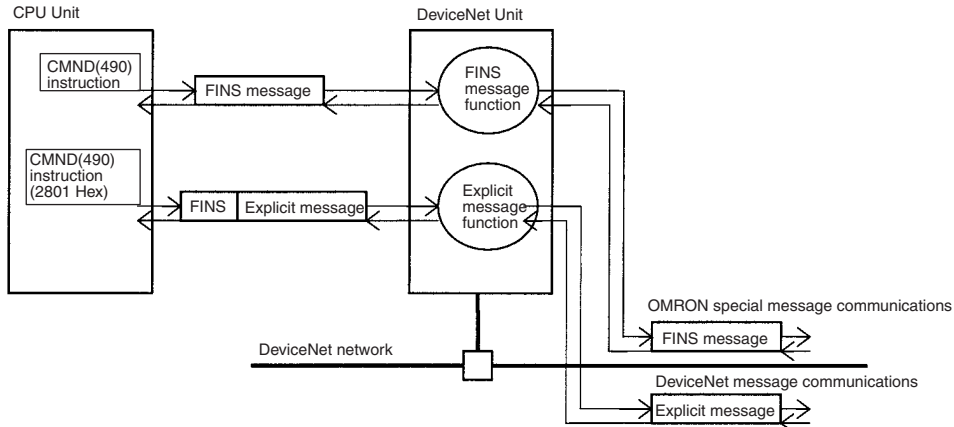 CPU Unit
DeviceNet Unit
CMND(490)
instruction
FINS message
FINS
message
function
CMND(490)
instruction
(2801 Hex)
FINS
Explicit message
Explicit
message
function
OMRON special message communications
FINS message
DeviceNet network
DeviceNet message communications
Explicit message